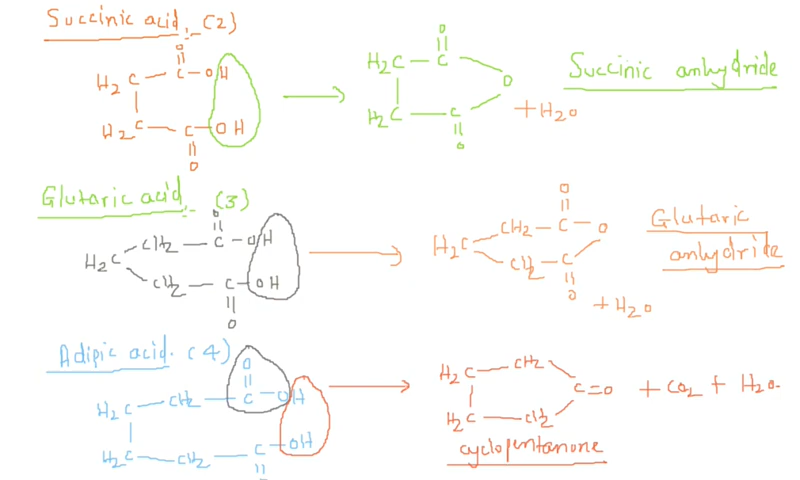 Succinic acid. (2)
O
||
H₂C — C — OH
H₂C — C — OH
||
O
O
||
H₂C — C
O
H₂C — C
||
O
+ H₂O
Succinic anhydride
Glutaric acid. (3)
O
||
CH₂ — C — OH
H₂C
CH₂ — C — OH
||
O
O
||
CH₂ — C
O
H₂C
CH₂ — C
||
O
+ H₂O
Glutaric
anhydride
Adipic acid. (4)
O
||
H₂C — CH₂ — C OH
H₂C — CH₂ — C — OH
||
H₂C — CH₂
C=O
H₂C — CH₂
+ CO₂ + H₂O.
cyclopentanone